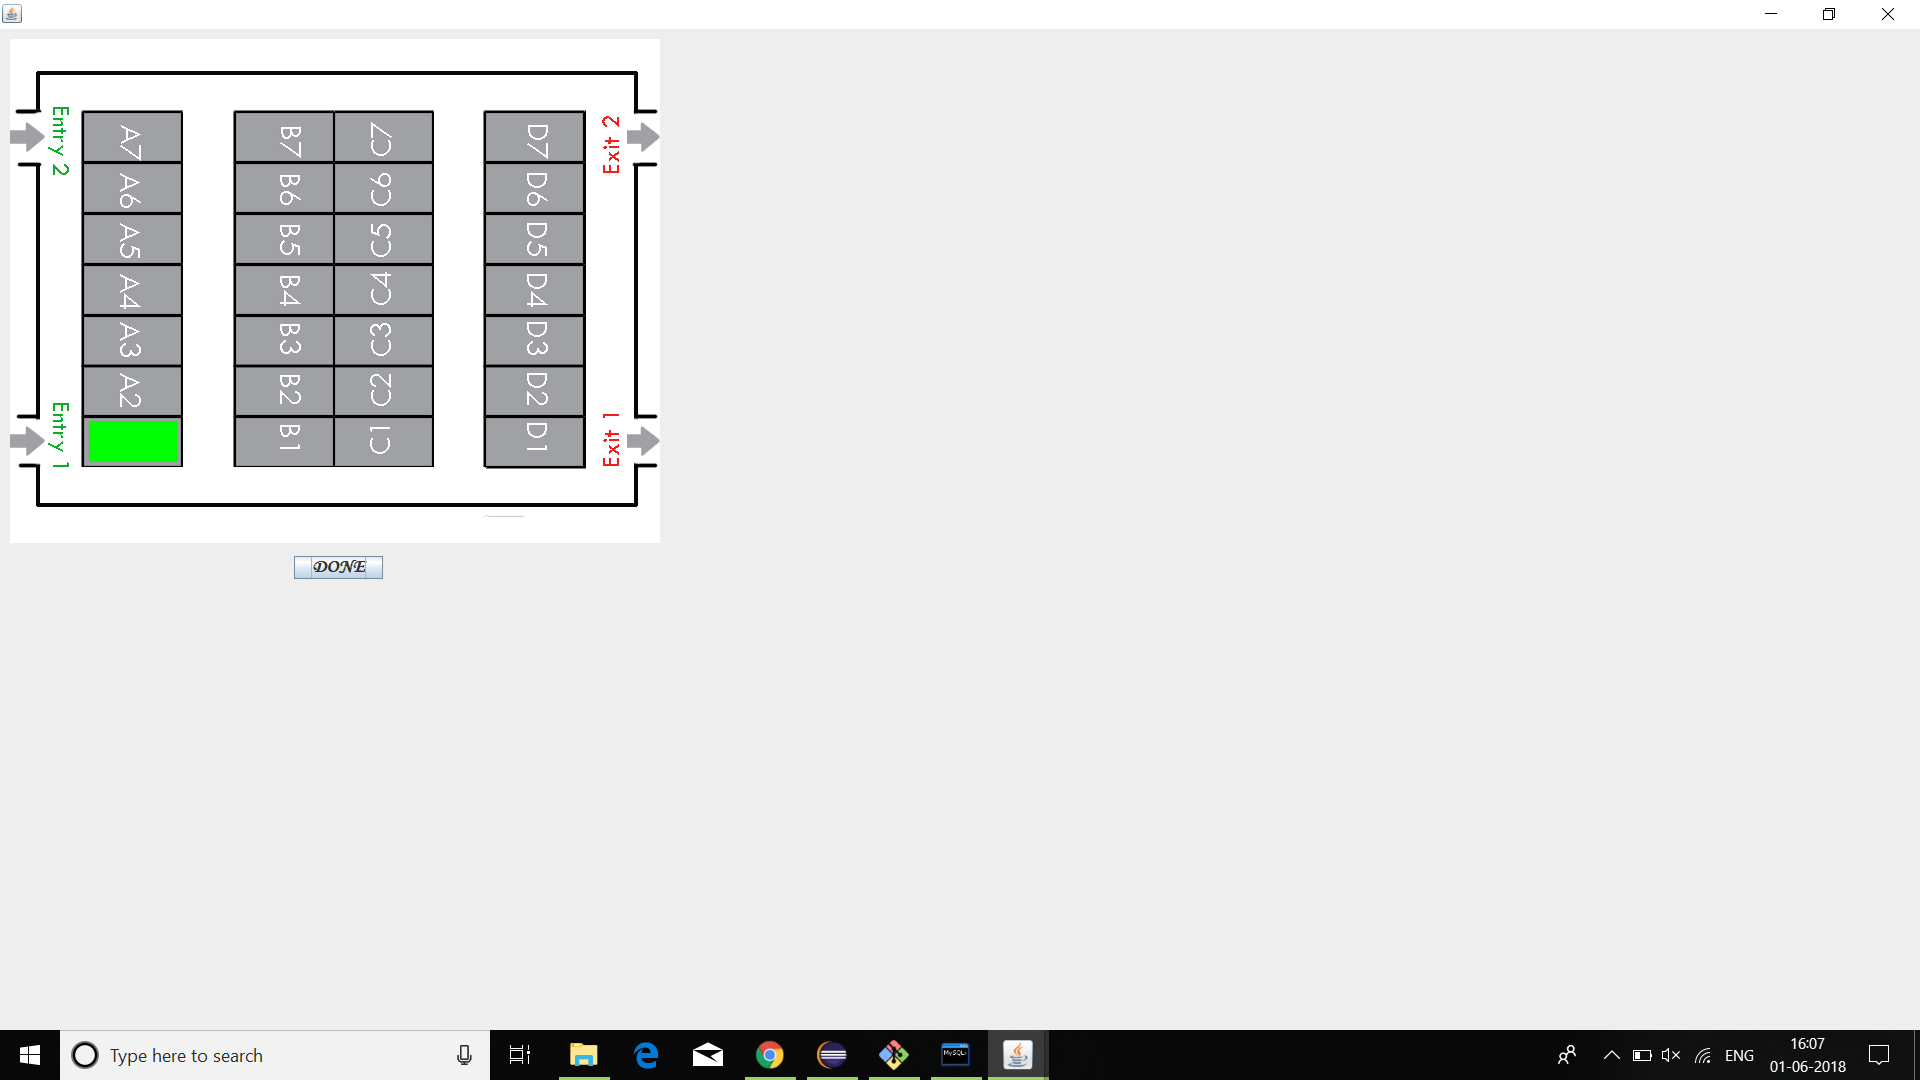 Entry 2
A7
B7
C7
D7
Exit 2
A6
B6
C6
D6
A5
B5
C5
D5
A4
B4
C4
D4
A3
B3
C3
D3
A2
B2
C2
D2
Entry 1
B1
C1
D1
Exit 1
DONE
Type here to search
MySQL
ENG
16:07
01-06-2018